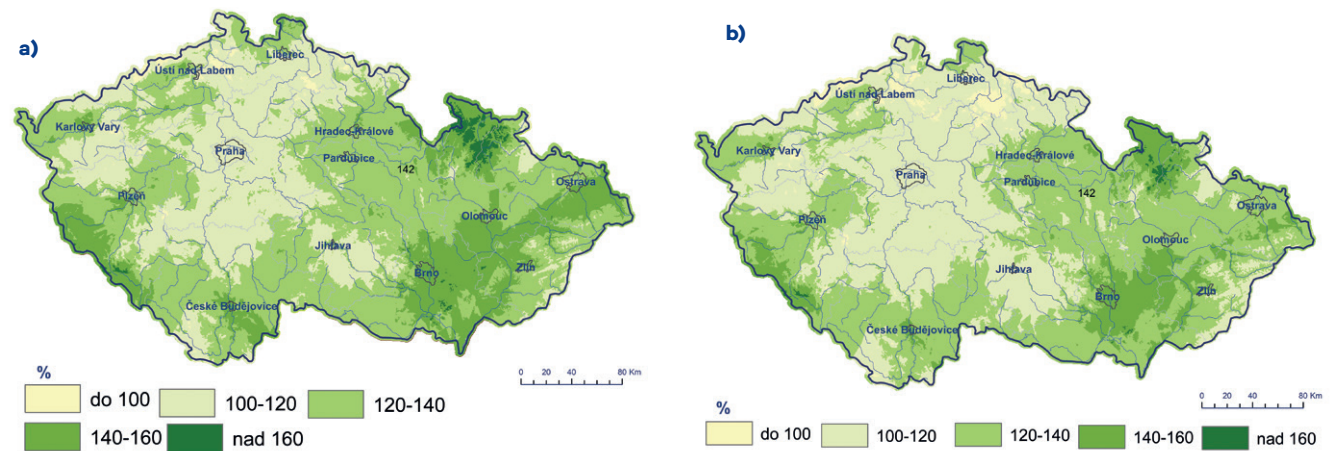 a)
Liberec
Ústí nad Labem
Karlovy Vary
Hradec Králové
Praha
Pardubice
142
Ostrava
Plzeň
Olomouc
Jihlava
Brno
Zlín
České Budějovice
%
0 20 40 80 Km
do 100
100-120
120-140
140-160
nad 160
b)
Liberec
Ústí nad Labem
Karlovy Vary
Hradec Králové
Praha
Pardubice
142
Ostrava
Plzeň
Olomouc
Jihlava
Brno
Zlín
České Budějovice
%
0 20 40 80 Km
do 100
100-120
120-140
140-160
nad 160